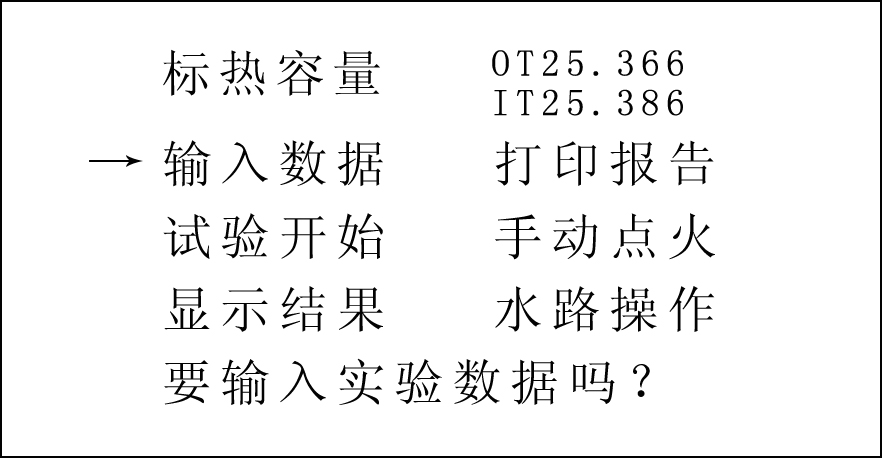 标热容量 OT25.366
IT25.386
→输入数据 打印报告
试验开始 手动点火
显示结果 水路操作
要输入实验数据吗？